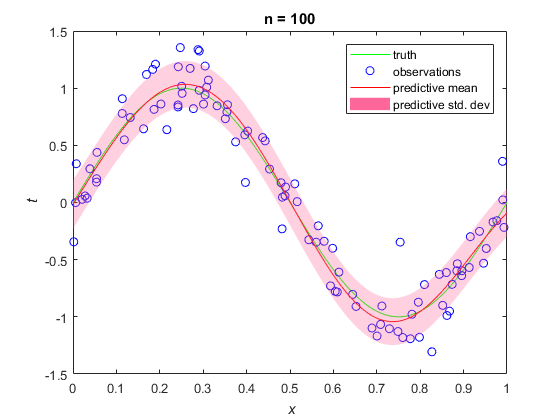 n = 100
1.5
1
0.5
0
-0.5
-1
-1.5
t
truth
observations
predictive mean
predictive std. dev
0 0.1 0.2 0.3 0.4 0.5 0.6 0.7 0.8 0.9 1
x